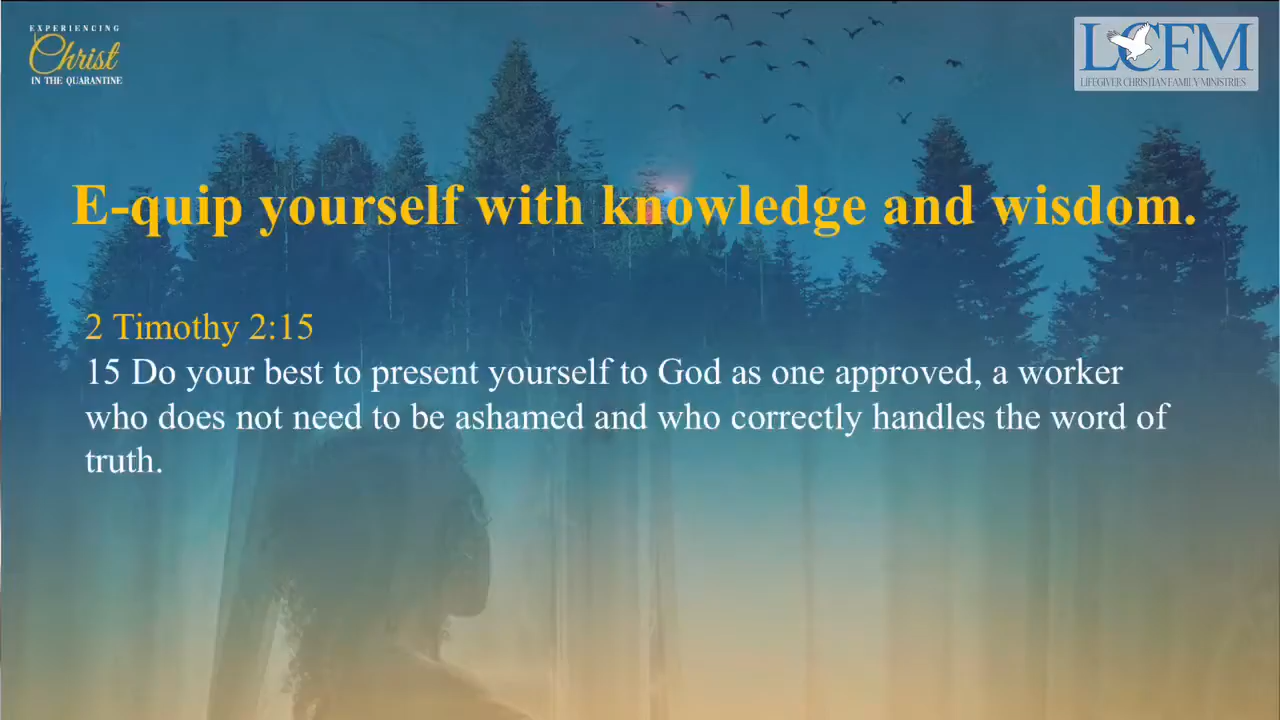 EXPERIENCING
Christ
IN THE QUARANTINE
LCFM
LIFEGIVER CHRISTIAN FAMILY MINISTRIES
E-quip yourself with knowledge and wisdom.
2 Timothy 2:15
15 Do your best to present yourself to God as one approved, a worker
who does not need to be ashamed and who correctly handles the word of
truth.